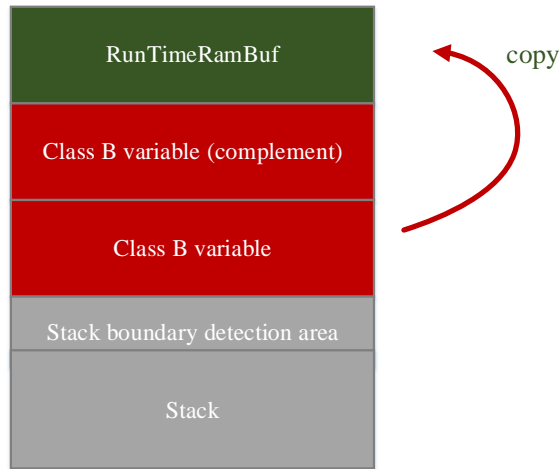 RunTimeRamBuf
copy
Class B variable (complement)
Class B variable
Stack boundary detection area
Stack